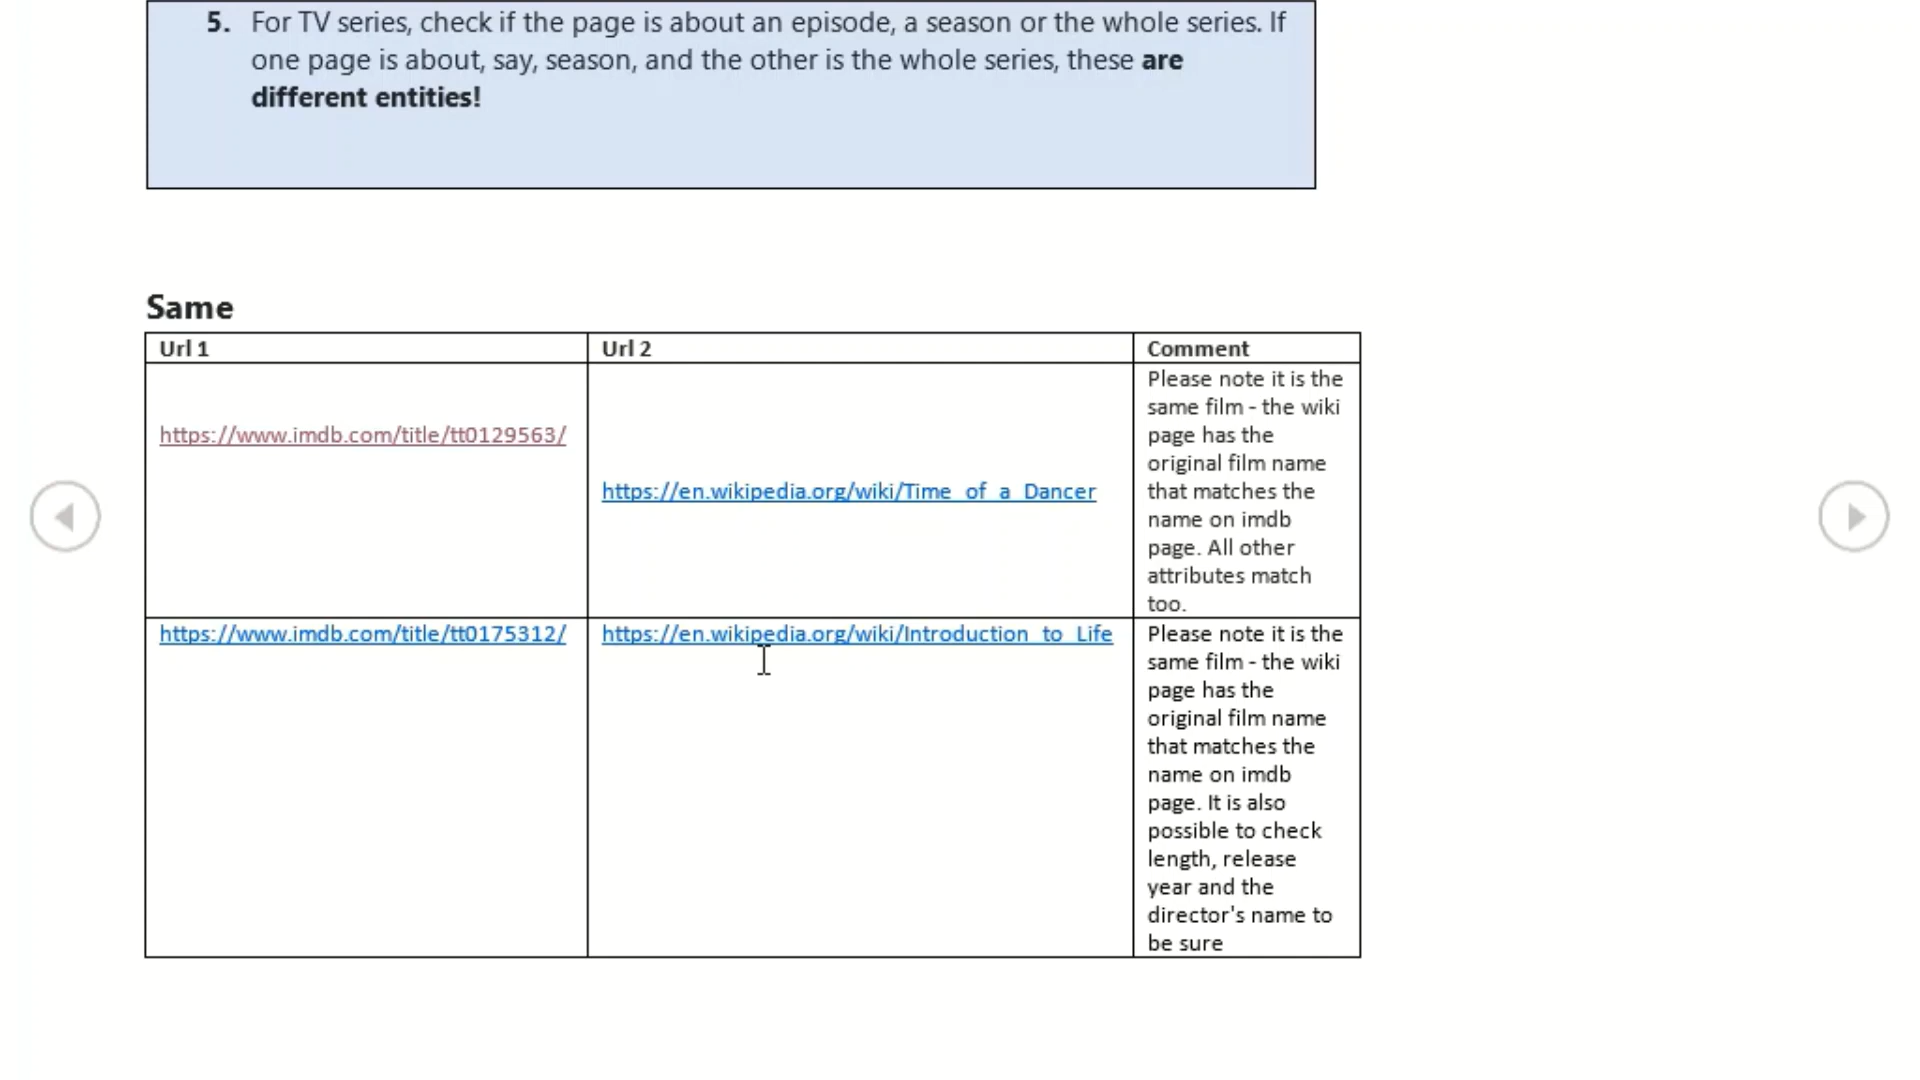 5. For TV series, check if the page is about an episode, a season or the whole series. If
one page is about, say, season, and the other is the whole series, these are
different entities!
Same
Url 1
Url 2
Comment
https://www.imdb.com/title/tt0129563/
https://en.wikipedia.org/wiki/Time_of_a_Dancer
Please note it is the
same film - the wiki
page has the
original film name
that matches the
name on imdb
page. All other
attributes match
too.
https://www.imdb.com/title/tt0175312/
https://en.wikipedia.org/wiki/Introduction_to_Life
Please note it is the
same film - the wiki
page has the
original film name
that matches the
name on imdb
page. It is also
possible to check
length, release
year and the
director's name to
be sure